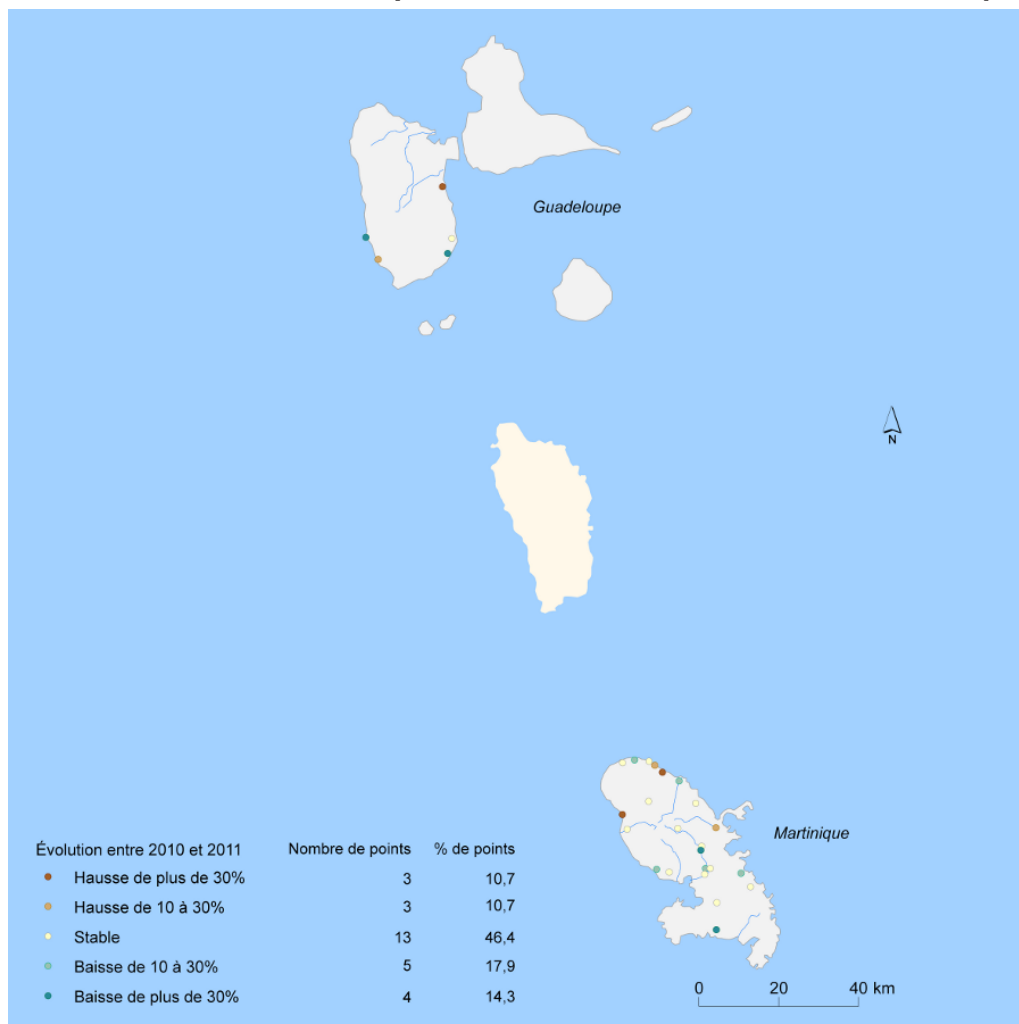 Guadeloupe
N
Martinique
Évolution entre 2010 et 2011 Nombre de points % de points
Hausse de plus de 30% 3 10,7
Hausse de 10 à 30% 3 10,7
Stable 13 46,4
Baisse de 10 à 30% 5 17,9
Baisse de plus de 30% 4 14,3
0 20 40 km